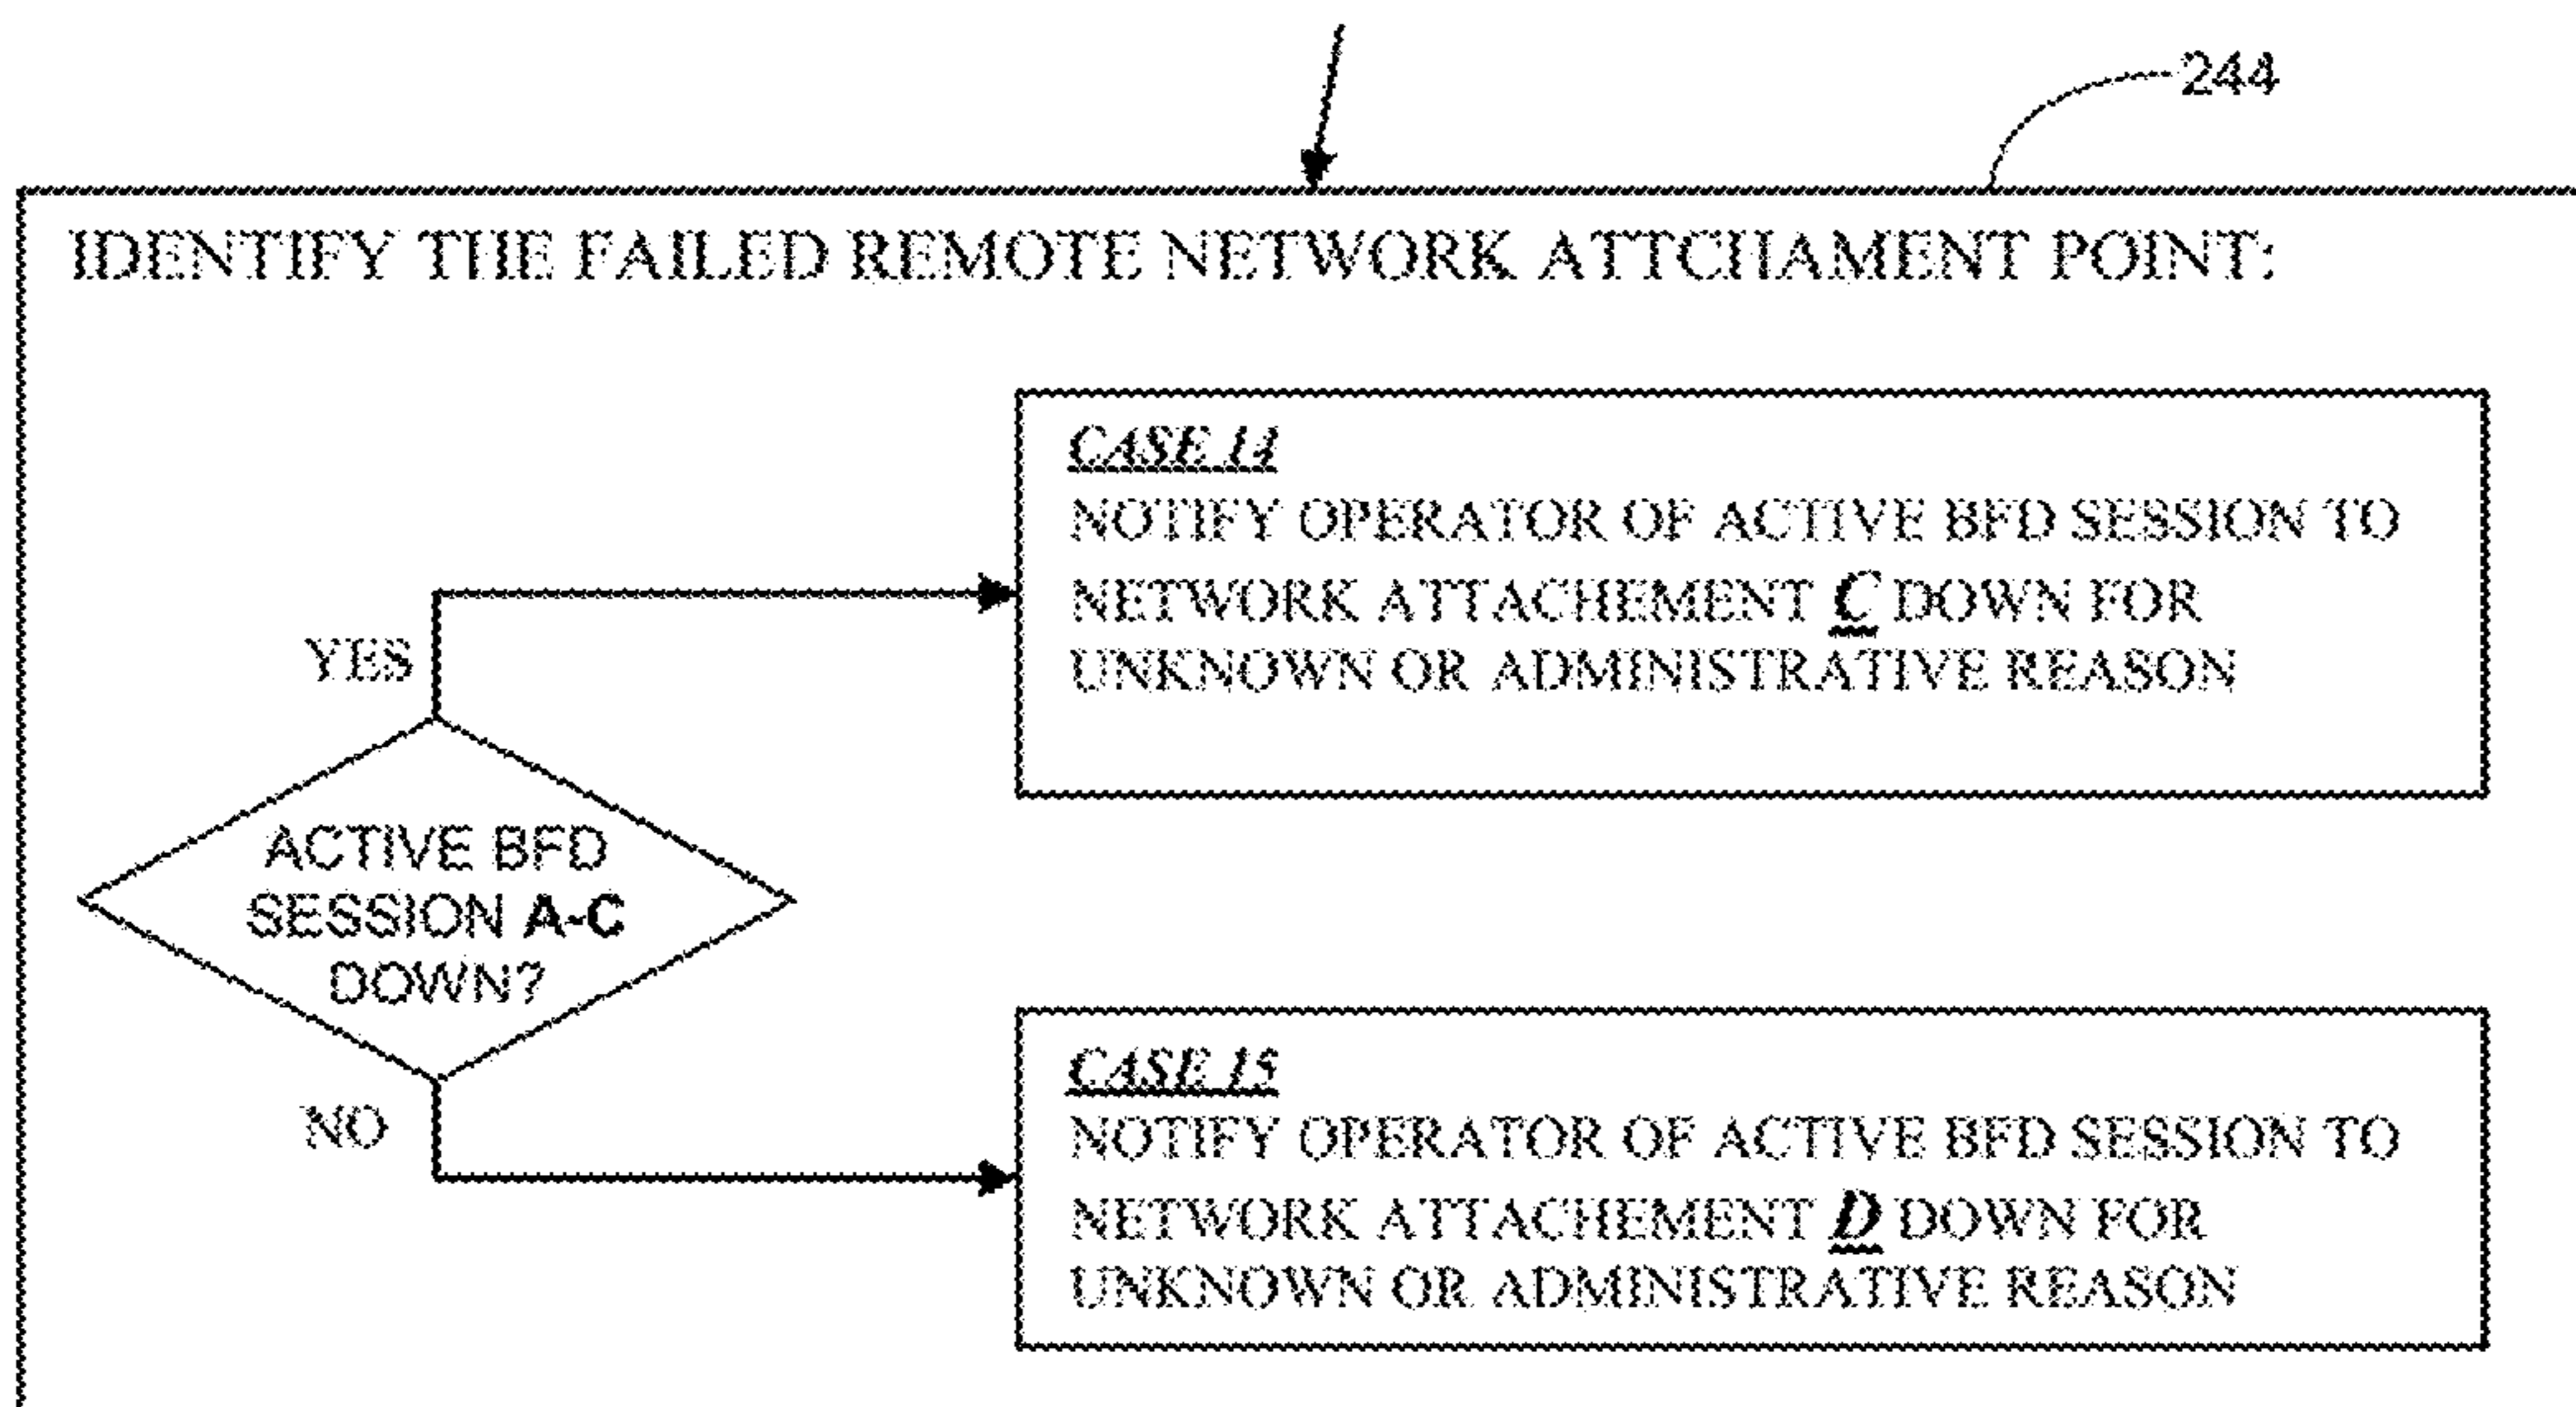 244
IDENTIFY THE FAILED REMOTE NETWORK ATTCHAMENT POINT:
CASE 14
NOTIFY OPERATOR OF ACTIVE BFD SESSION TO
NETWORK ATTACHEMENT C DOWN FOR
UNKNOWN OR ADMINISTRATIVE REASON
YES
ACTIVE BFD
SESSION A-C
DOWN?
NO
CASE 15
NOTIFY OPERATOR OF ACTIVE BFD SESSION TO
NETWORK ATTACHEMENT D DOWN FOR
UNKNOWN OR ADMINISTRATIVE REASON